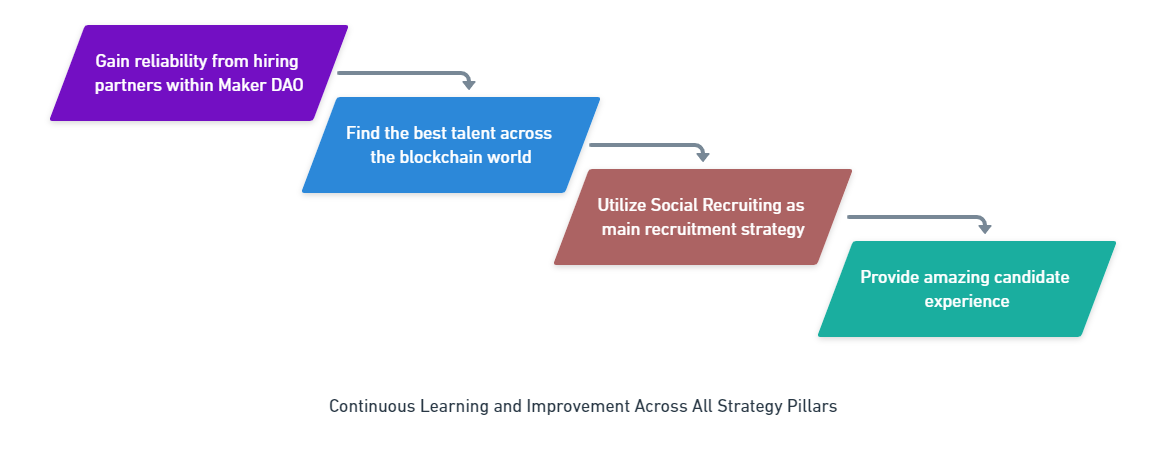 Gain reliability from hiring
partners within Maker DAO
Find the best talent across
the blockchain world
Utilize Social Recruiting as
main recruitment strategy
Provide amazing candidate
experience
Continuous Learning and Improvement Across All Strategy Pillars